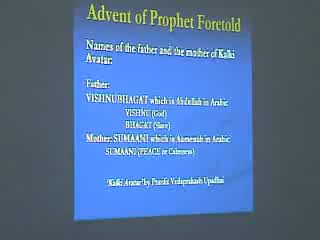 Advent of Prophet Foretold
Names of the father and the mother of Kalki
Avatar:
Father:
VISHNUBHAGAT which is Abdullah in Arabic
VISHNU (God)
BHAGAT (Slave)
Mother: SUMAANI which is Aamenah in Arabic
SUMAANI (PEACE or Calmness)
'Kalki Avatar' by Pundit Vedaprakash Upadhai